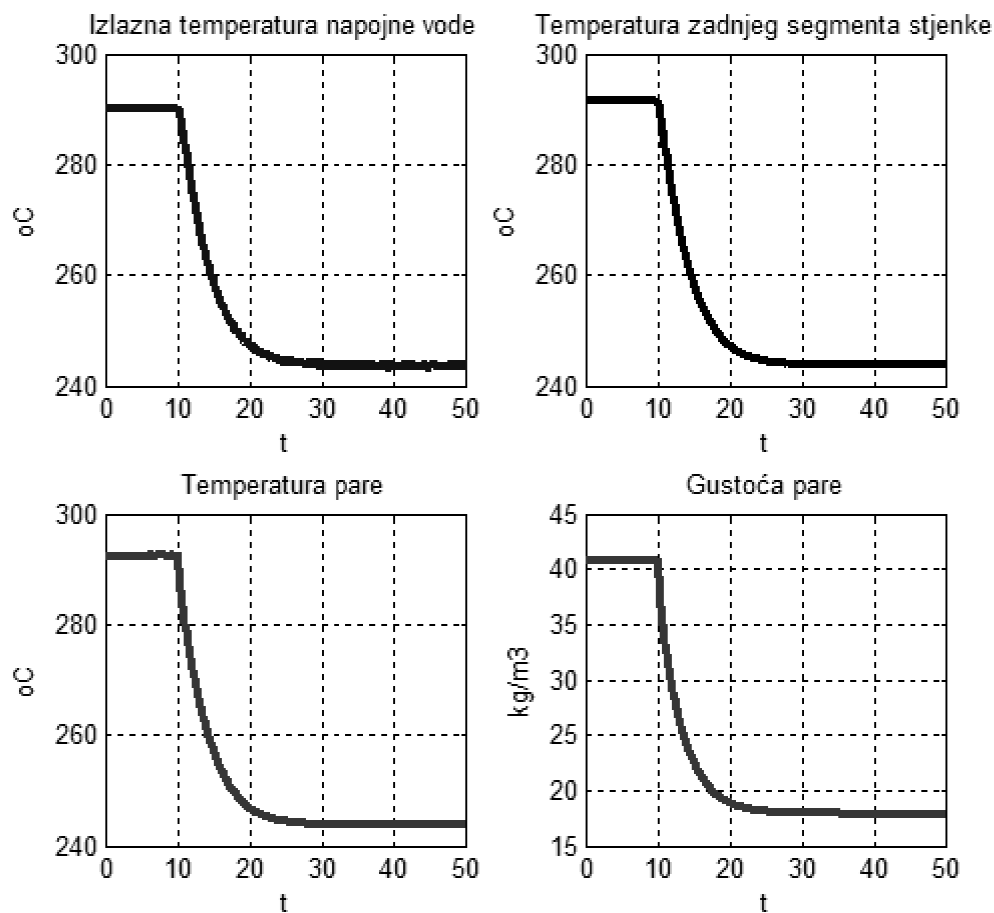 Izlazna temperatura napojne vode
300
280
260
240
oC
0 10 20 30 40 50
t
Temperatura zadnjeg segmenta stjenke
300
280
260
240
oC
0 10 20 30 40 50
t
Temperatura pare
300
280
260
240
oC
0 10 20 30 40 50
t
Gustoća pare
45
40
35
30
25
20
15
kg/m3
0 10 20 30 40 50
t